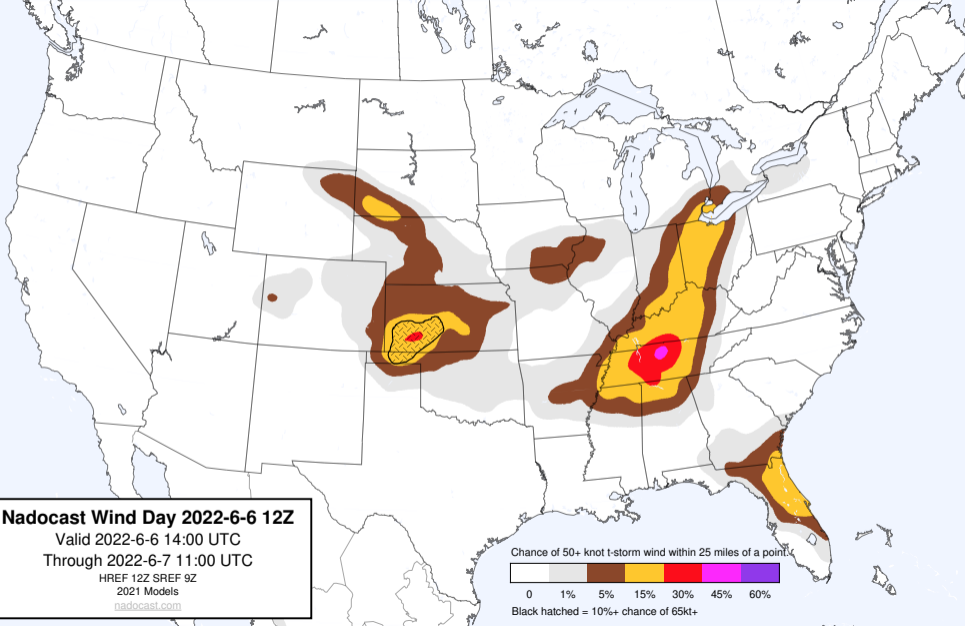 Nadocast Wind Day 2022-6-6 12Z
Valid 2022-6-6 14:00 UTC
Through 2022-6-7 11:00 UTC
HREF 12Z SREF 9Z
2021 Models
nadocast.com
Chance of 50+ knot t-storm wind within 25 miles of a point.
0 1% 5% 15% 30% 45% 60%
Black hatched = 10%+ chance of 65kt+